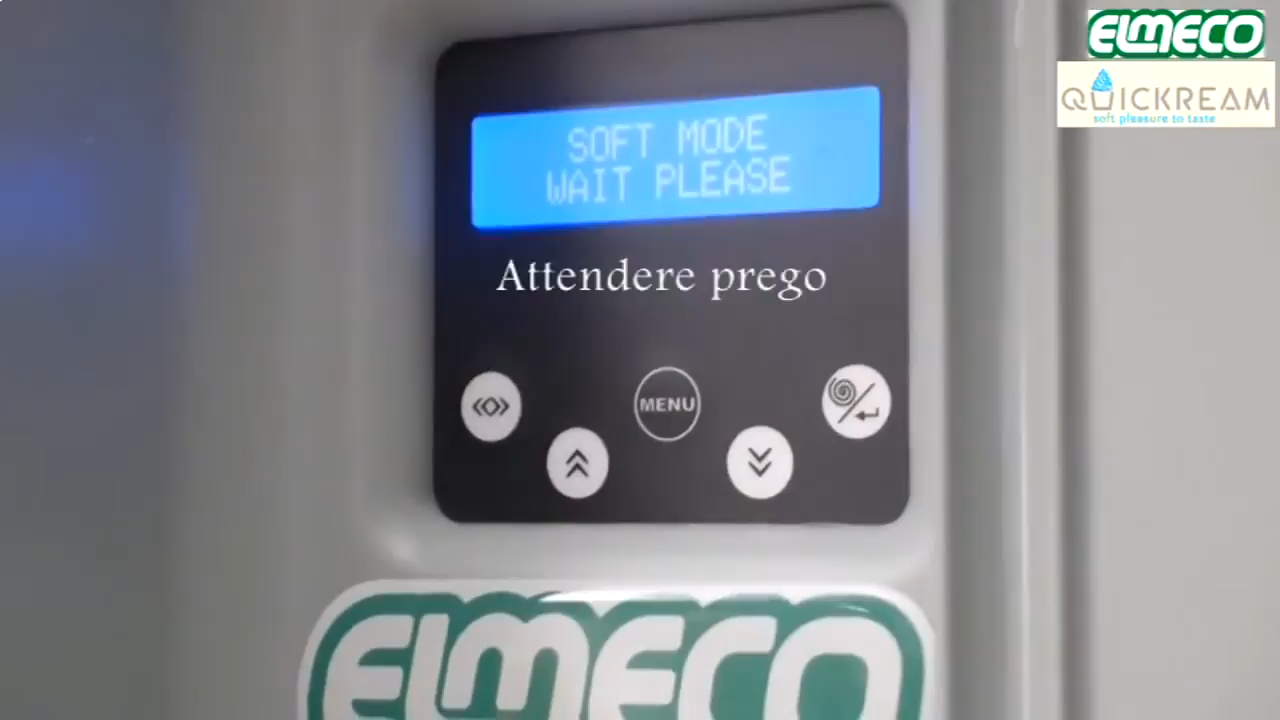 ELMECO
QUICKREAM
soft pleasure to taste
SOFT MODE
WAIT PLEASE
Attendere prego
MENU
ELMECO